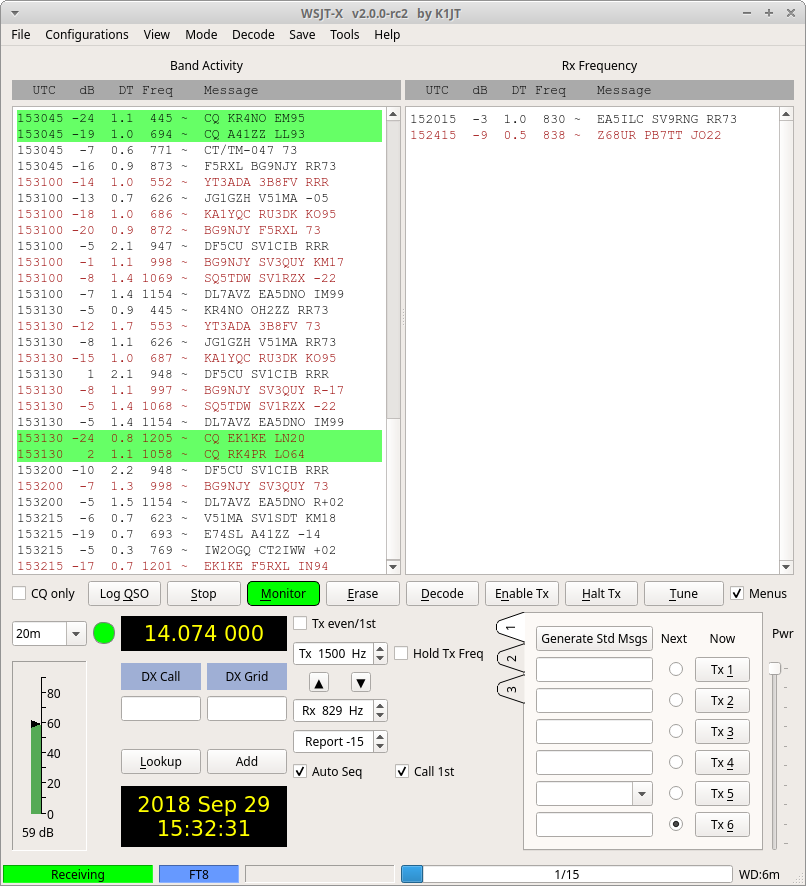 WSJT-X v2.0.0-rc2 by K1JT
File Configurations View Mode Decode Save Tools Help
Band Activity
UTC dB DT Freq Message
153045 -24 1.1 445 ~ CQ KR4NO EM95
153045 -19 1.0 694 ~ CQ A41ZZ LL93
153045 -7 0.6 771 ~ CT/TM-047 73
153045 -16 0.9 873 ~ F5RXL BG9NJY RR73
153100 -14 1.0 552 ~ YT3ADA 3B8FV RRR
153100 -13 0.7 626 ~ JG1GZH V51MA -05
153100 -18 1.0 686 ~ KA1YQC RU3DK KO95
153100 -20 0.9 872 ~ BG9NJY F5RXL 73
153100 -5 2.1 947 ~ DF5CU SV1CIB RRR
153100 -1 1.1 998 ~ BG9NJY SV3QUY KM17
153100 -8 1.4 1069 ~ SQ5TDW SV1RZX -22
153100 -7 1.4 1154 ~ DL7AVZ EA5DNO IM99
153130 -5 0.9 445 ~ KR4NO OH2ZZ RR73
153130 -12 1.7 553 ~ YT3ADA 3B8FV 73
153130 -8 1.1 626 ~ JG1GZH V51MA RR73
153130 -15 1.0 687 ~ KA1YQC RU3DK KO95
153130 1 2.1 948 ~ DF5CU SV1CIB RRR
153130 -8 1.1 997 ~ BG9NJY SV3QUY R-17
153130 -5 1.4 1068 ~ SQ5TDW SV1RZX -22
153130 -5 1.4 1154 ~ DL7AVZ EA5DNO IM99
153130 -24 0.8 1205 ~ CQ EK1KE LN20
153130 2 1.1 1058 ~ CQ RK4PR LO64
153200 -10 2.2 948 ~ DF5CU SV1CIB RRR
153200 -7 1.3 998 ~ BG9NJY SV3QUY 73
153200 -5 1.5 1154 ~ DL7AVZ EA5DNO R+02
153215 -6 0.7 623 ~ V51MA SV1SDT KM18
153215 -19 0.7 693 ~ E74SL A41ZZ -14
153215 -5 0.3 769 ~ IW2OGQ CT2IWW +02
153215 -17 0.7 1201 ~ EK1KE F5RXL IN94
Rx Frequency
UTC dB DT Freq Message
152015 -3 1.0 830 ~ EA5ILC SV9RNG RR73
152415 -9 0.5 838 ~ Z68UR PB7TT JO22
CQ only Log QSO Stop Monitor Erase Decode Enable Tx Halt Tx Tune Menus
20m
14.074 000
DX Call DX Grid
Lookup Add
2018 Sep 29
15:32:31
80
60
40
20
0
59 dB
Tx even/1st
Tx 1500 Hz
Hold Tx Freq
Rx 829 Hz
Report -15
Auto Seq Call 1st
1
2
3
Generate Std Msgs Next Now
Tx 1
Tx 2
Tx 3
Tx 4
Tx 5
Tx 6
Pwr
Receiving FT8 1/15 WD:6m